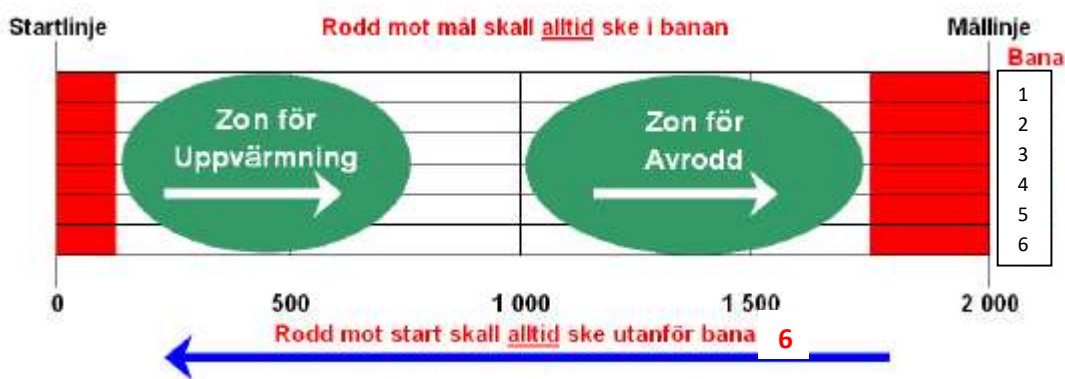 Startlinje
Rodd mot mål skall alltid ske i banan
Mållinje
Bana
Zon för
Uppvärmning
Zon för
Avrodd
1
2
3
4
5
6
0 500 1 000 1 500 2 000
Rodd mot start skall alltid ske utanför bana 6